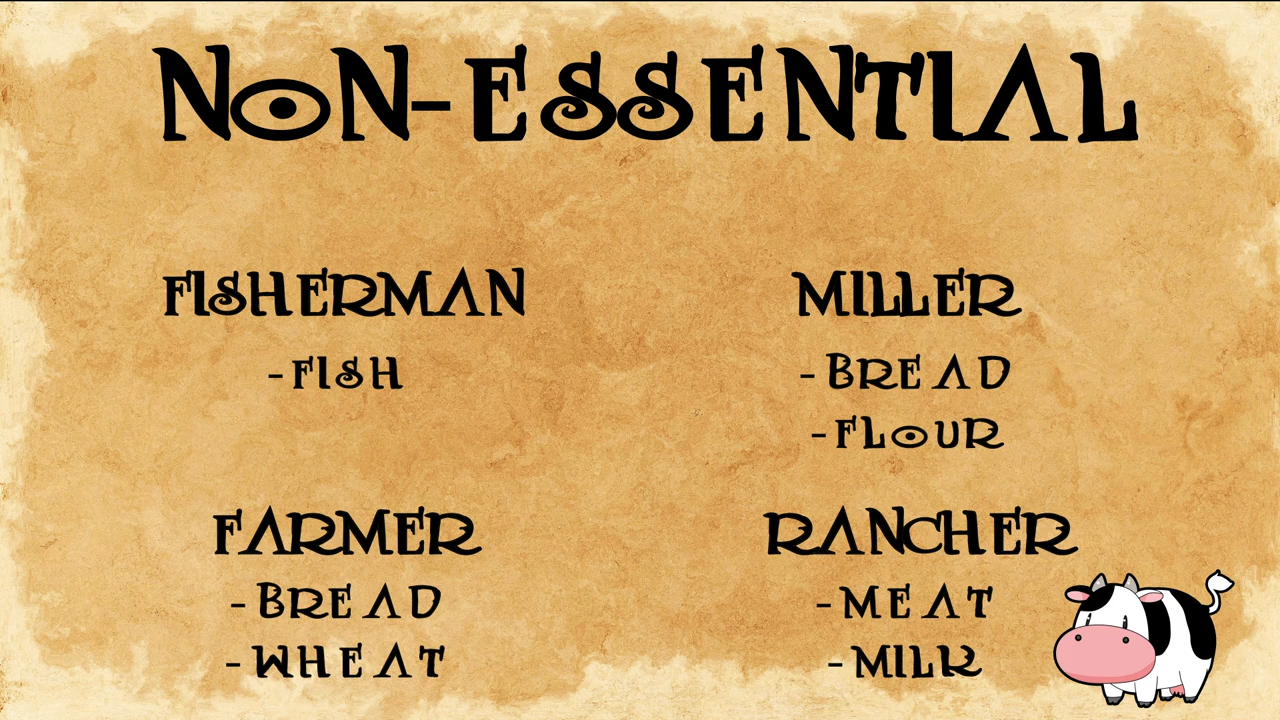 NON-ESSENTIAL
FISHERMAN
-FISH
MILLER
-BREAD
-FLOUR
FARMER
-BREAD
-WHEAT
RANCHER
-MEAT
-MILK